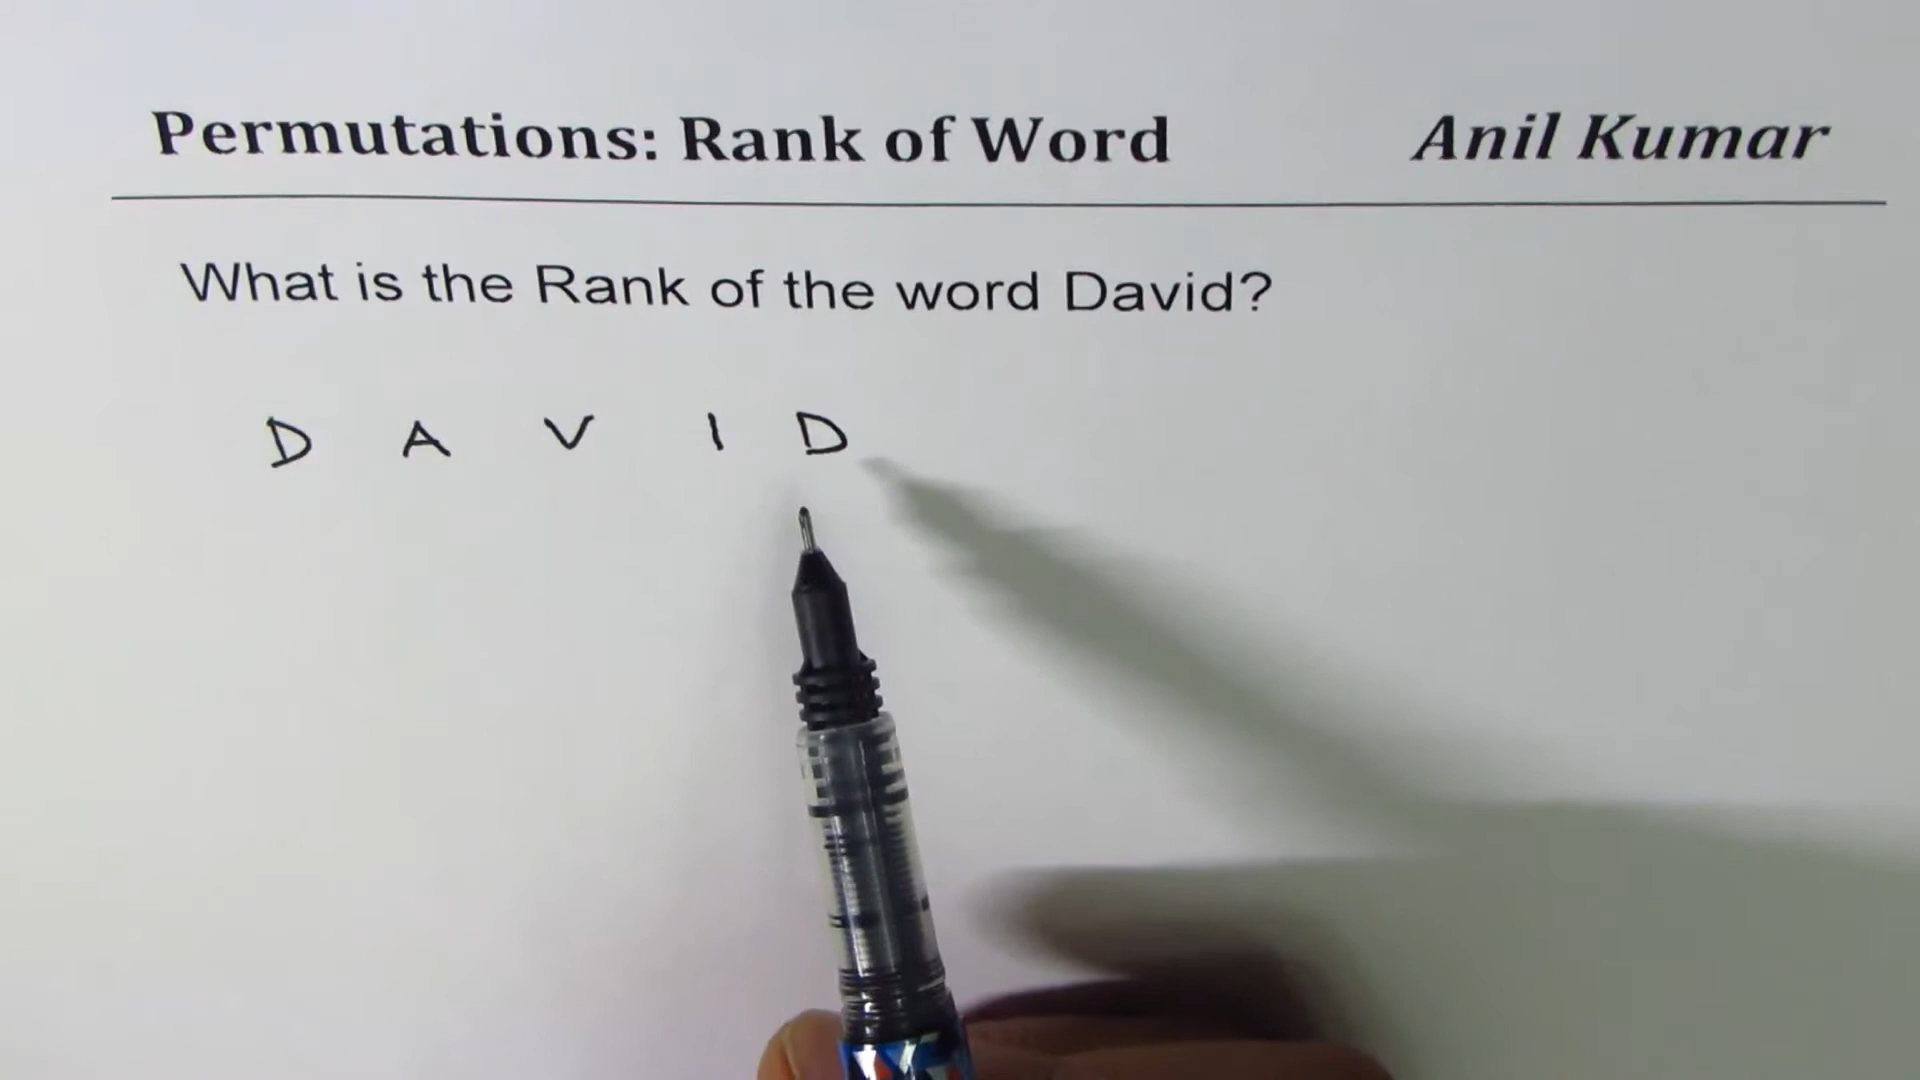 Permutations: Rank of Word Anil Kumar
What is the Rank of the word David?
D A V I D